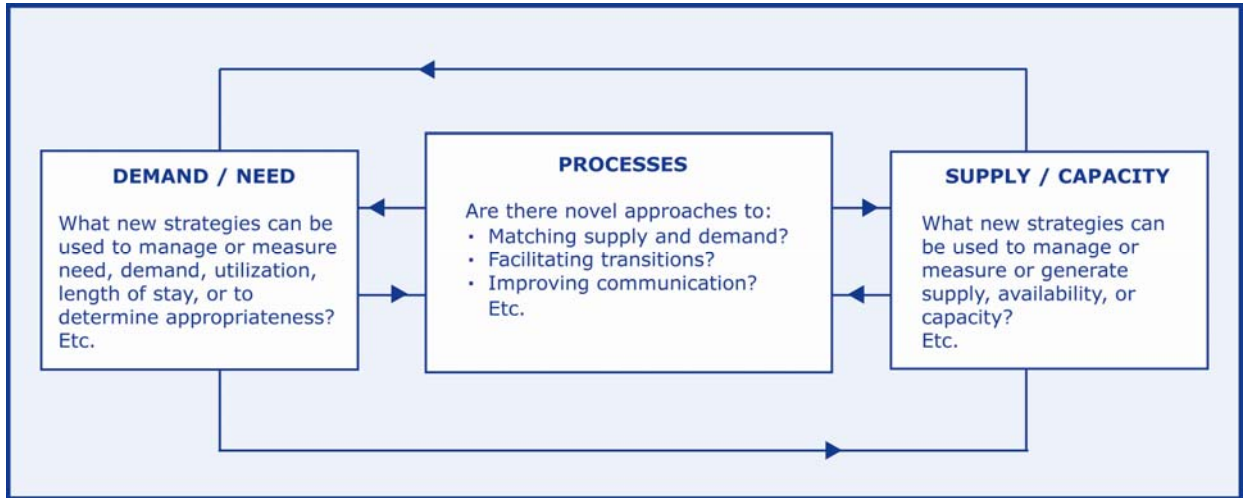 DEMAND / NEED
What new strategies can be
used to manage or measure
need, demand, utilization,
length of stay, or to
determine appropriateness?
Etc.
PROCESSES
Are there novel approaches to:
• Matching supply and demand?
• Facilitating transitions?
• Improving communication?
Etc.
SUPPLY / CAPACITY
What new strategies can
be used to manage or
measure or generate
supply, availability, or
capacity?
Etc.